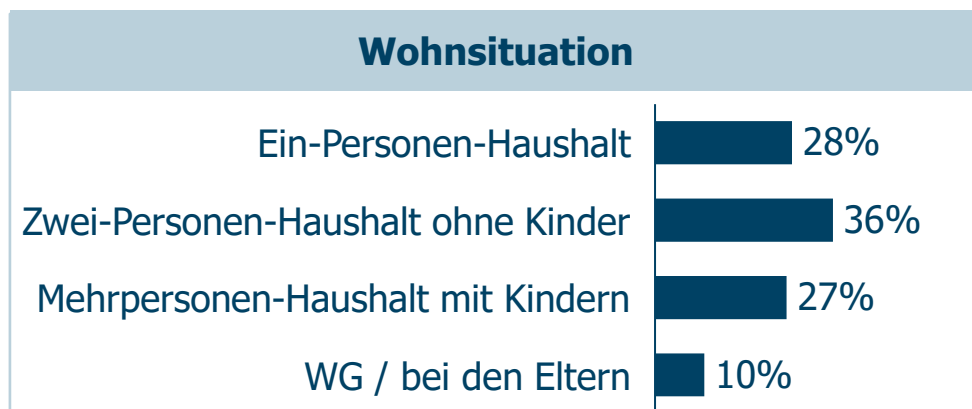 Wohnsituation
Ein-Personen-Haushalt 28%
Zwei-Personen-Haushalt ohne Kinder 36%
Mehrpersonen-Haushalt mit Kindern 27%
WG / bei den Eltern 10%